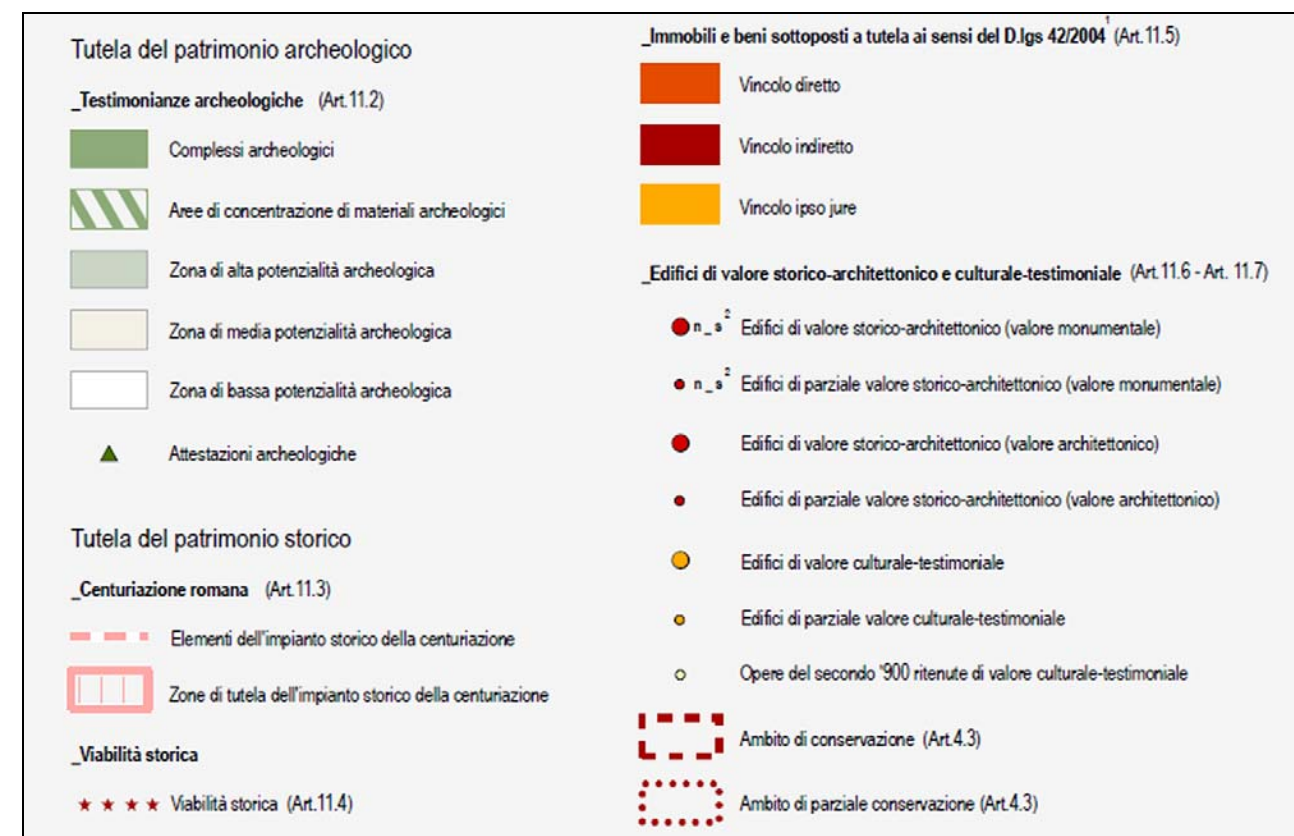 Tutela del patrimonio archeologico
_Testimonianze archeologiche (Art.11.2)
Complessi archeologici
Aree di concentrazione di materiali archeologici
Zona di alta potenzialità archeologica
Zona di media potenzialità archeologica
Zona di bassa potenzialità archeologica
Attestazioni archeologiche
Tutela del patrimonio storico
_Centuriazione romana (Art.11.3)
Elementi dell'impianto storico della centuriazione
Zone di tutela dell'impianto storico della centuriazione
_Viabilità storica
Viabilità storica (Art.11.4)
_Immobili e beni sottoposti a tutela ai sensi del D.lgs 42/2004¹ (Art.11.5)
Vincolo diretto
Vincolo indiretto
Vincolo ipso jure
_Edifici di valore storico-architettonico e culturale-testimoniale (Art.11.6 - Art. 11.7)
n_s² Edifici di valore storico-architettonico (valore monumentale)
n_s² Edifici di parziale valore storico-architettonico (valore monumentale)
Edifici di valore storico-architettonico (valore architettonico)
Edifici di parziale valore storico-architettonico (valore architettonico)
Edifici di valore culturale-testimoniale
Edifici di parziale valore culturale-testimoniale
Opere del secondo '900 ritenute di valore culturale-testimoniale
Ambito di conservazione (Art.4.3)
Ambito di parziale conservazione (Art.4.3)